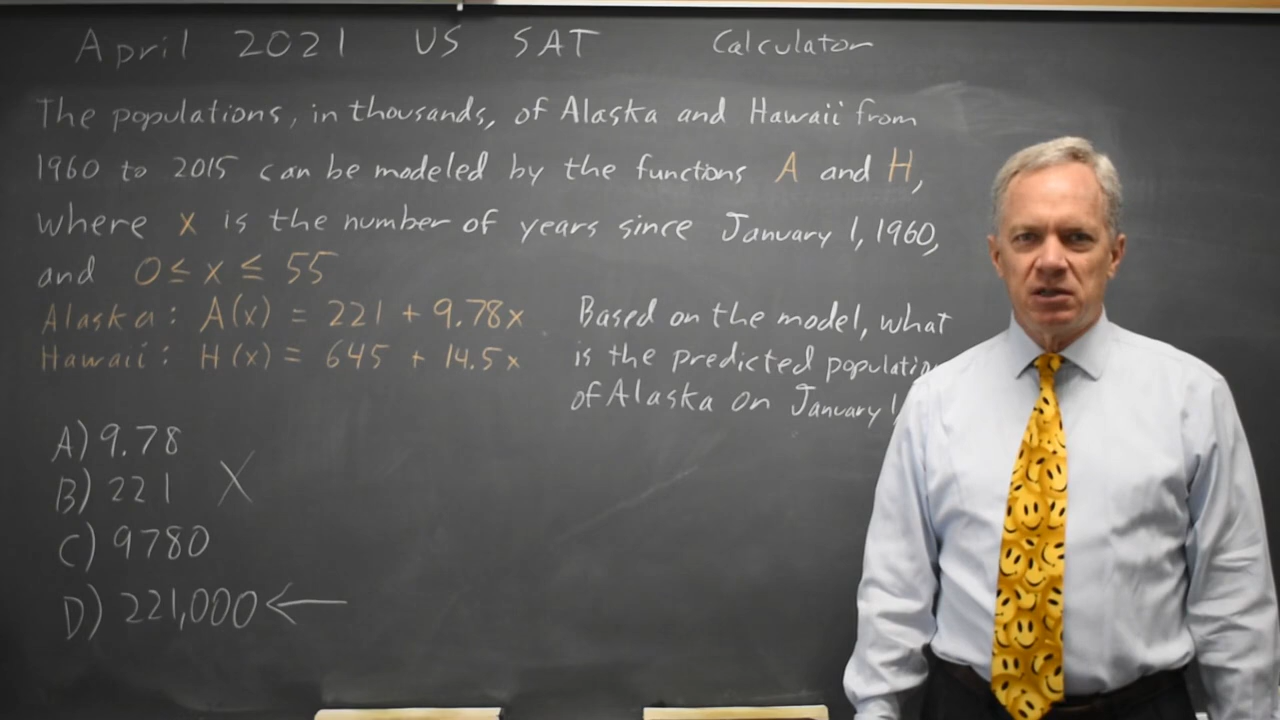 April 2021 US SAT Calculator
The populations, in thousands, of Alaska and Hawaii from
1960 to 2015 can be modeled by the functions A and H,
where x is the number of years since January 1, 1960,
and 0 ≤ x ≤ 55
Alaska: A(x) = 221 + 9.78x
Hawaii: H(x) = 645 + 14.5x
Based on the model, what
is the predicted population
of Alaska on January 1,
A) 9.78
B) 221 X
C) 9780
D) 221,000 ←